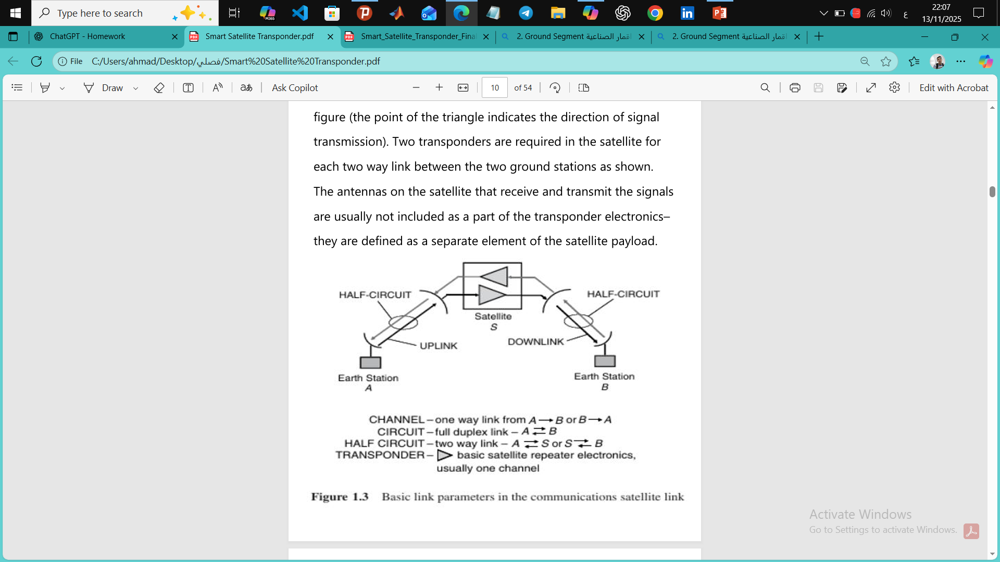 Type here to search
M365
ع
22:07
13/11/2025
ChatGPT - Homework
PDF
Smart Satellite Transponder.pdf
PDF
Smart_Satellite_Transponder_Fina
2. Ground Segment اقمار الصناعية
2. Ground Segment اقمار الصناعية
File
C:/Users/ahmad/Desktop/فصلي/Smart%20Satellite%20Transponder.pdf
Draw
Ask Copilot
10
of 54
Edit with Acrobat
figure (the point of the triangle indicates the direction of signal
transmission). Two transponders are required in the satellite for
each two way link between the two ground stations as shown.
The antennas on the satellite that receive and transmit the signals
are usually not included as a part of the transponder electronics–
they are defined as a separate element of the satellite payload.
HALF-CIRCUIT
HALF-CIRCUIT
Satellite
S
UPLINK
DOWNLINK
Earth Station
A
Earth Station
B
CHANNEL – one way link from A → B or B → A
CIRCUIT – full duplex link – A ⇄ B
HALF CIRCUIT – two way link – A ⇄ S or S ⇄ B
TRANSPONDER – ▷ basic satellite repeater electronics,
usually one channel
Figure 1.3 Basic link parameters in the communications satellite link
Activate Windows
Go to Settings to activate Windows.